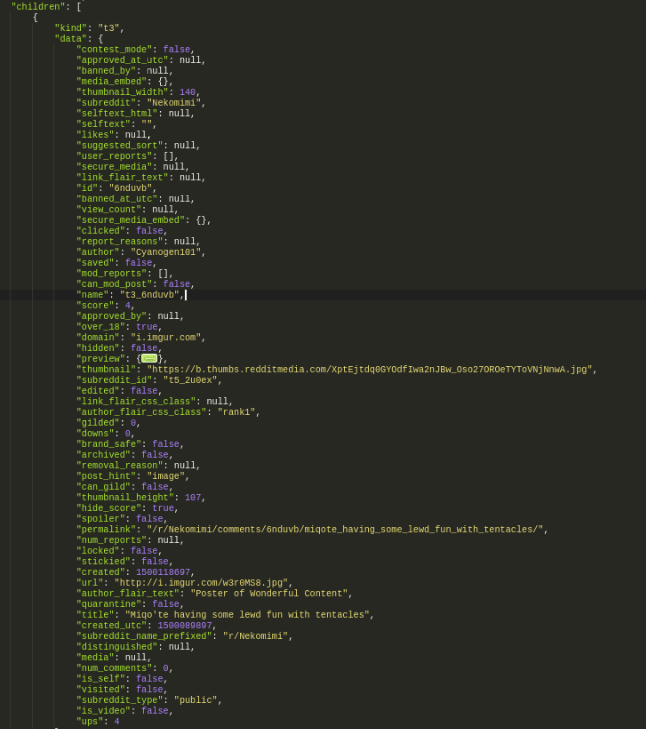 "children": [
{
"kind": "t3",
"data": {
"contest_mode": false,
"approved_at_utc": null,
"banned_by": null,
"media_embed": {},
"thumbnail_width": 140,
"subreddit": "Nekomimi",
"selftext_html": null,
"selftext": "",
"likes": null,
"suggested_sort": null,
"user_reports": [],
"secure_media": null,
"link_flair_text": null,
"id": "6nduvb",
"banned_at_utc": null,
"view_count": null,
"secure_media_embed": {},
"clicked": false,
"report_reasons": null,
"author": "Cyanogen101",
"saved": false,
"mod_reports": [],
"can_mod_post": false,
"name": "t3_6nduvb",
"score": 4,
"approved_by": null,
"over_18": true,
"domain": "i.imgur.com",
"hidden": false,
"preview": {},
"thumbnail": "https://b.thumbs.redditmedia.com/XptEjtdq0GYOdfIwa2nJBw_Oso27OROeTYToVNjNnwA.jpg",
"subreddit_id": "t5_2u0ex",
"edited": false,
"link_flair_css_class": null,
"author_flair_css_class": "rank1",
"gilded": 0,
"downs": 0,
"brand_safe": false,
"archived": false,
"removal_reason": null,
"post_hint": "image",
"can_gild": false,
"thumbnail_height": 107,
"hide_score": true,
"spoiler": false,
"permalink": "/r/Nekomimi/comments/6nduvb/miqote_having_some_lewd_fun_with_tentacles/",
"num_reports": null,
"locked": false,
"stickied": false,
"created": 1500118697,
"url": "http://i.imgur.com/w3r0MS8.jpg",
"author_flair_text": "Poster of Wonderful Content",
"quarantine": false,
"title": "Miqo'te having some lewd fun with tentacles",
"created_utc": 1500089897,
"subreddit_name_prefixed": "r/Nekomimi",
"distinguished": null,
"media": null,
"num_comments": 0,
"is_self": false,
"visited": false,
"subreddit_type": "public",
"is_video": false,
"ups": 4